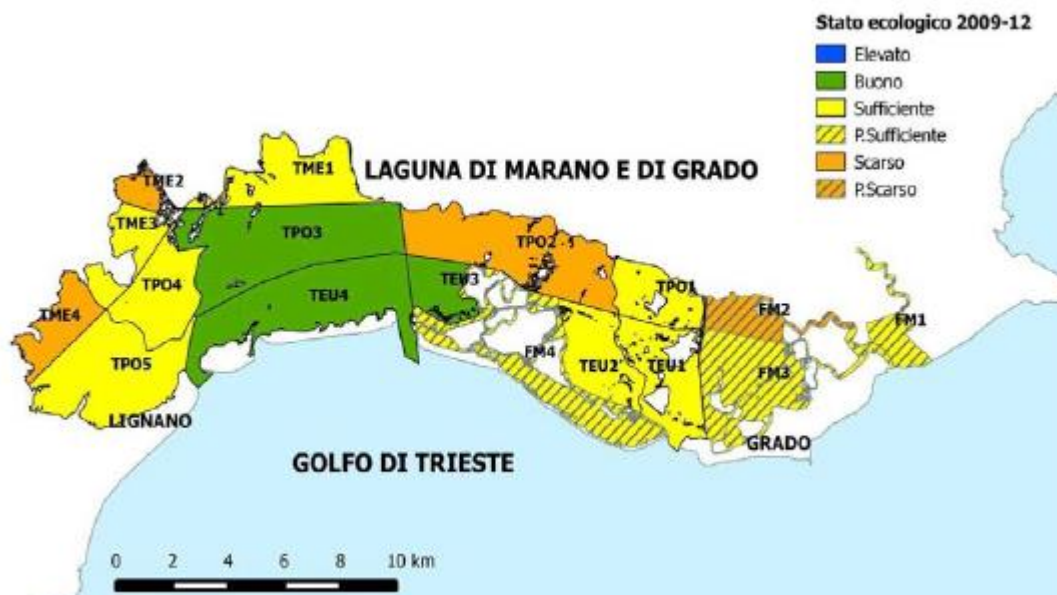 Stato ecologico 2009-12
Elevato
Buono
Sufficiente
P.Sufficiente
Scarso
P.Scarso
LAGUNA DI MARANO E DI GRADO
TME1
TME2
TME3
TPO3
TPO2
TPO4
TEU4
TEU3
TPO1
TME4
FM2
FM1
TPO5
FM4
TEU2
TEU1
FM3
LIGNANO
GRADO
GOLFO DI TRIESTE
0 2 4 6 8 10 km